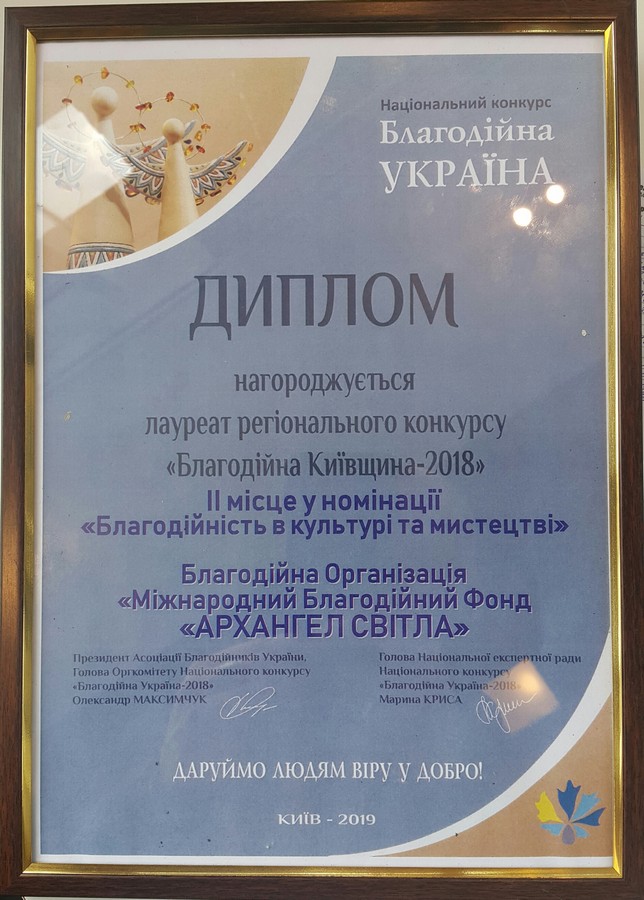 Національний конкурс
Благодійна
УКРАЇНА
ДИПЛОМ
нагороджується
лауреат регіонального конкурсу
«Благодійна Київщина-2018»
ІІ місце у номінації
«Благодійність в культурі та мистецтві»
Благодійна Організація
«Міжнародний Благодійний Фонд
«АРХАНГЕЛ СВІТЛА»
Президент Асоціації Благодійників України,
Голова Оргкомітету Національного конкурсу
«Благодійна Україна-2018»
Олександр МАКСИМЧУК
Голова Національної експертної ради
Національного конкурсу
«Благодійна Україна-2018»
Марина КРИСА
ДАРУЙМО ЛЮДЯМ ВІРУ У ДОБРО!
КИЇВ - 2019